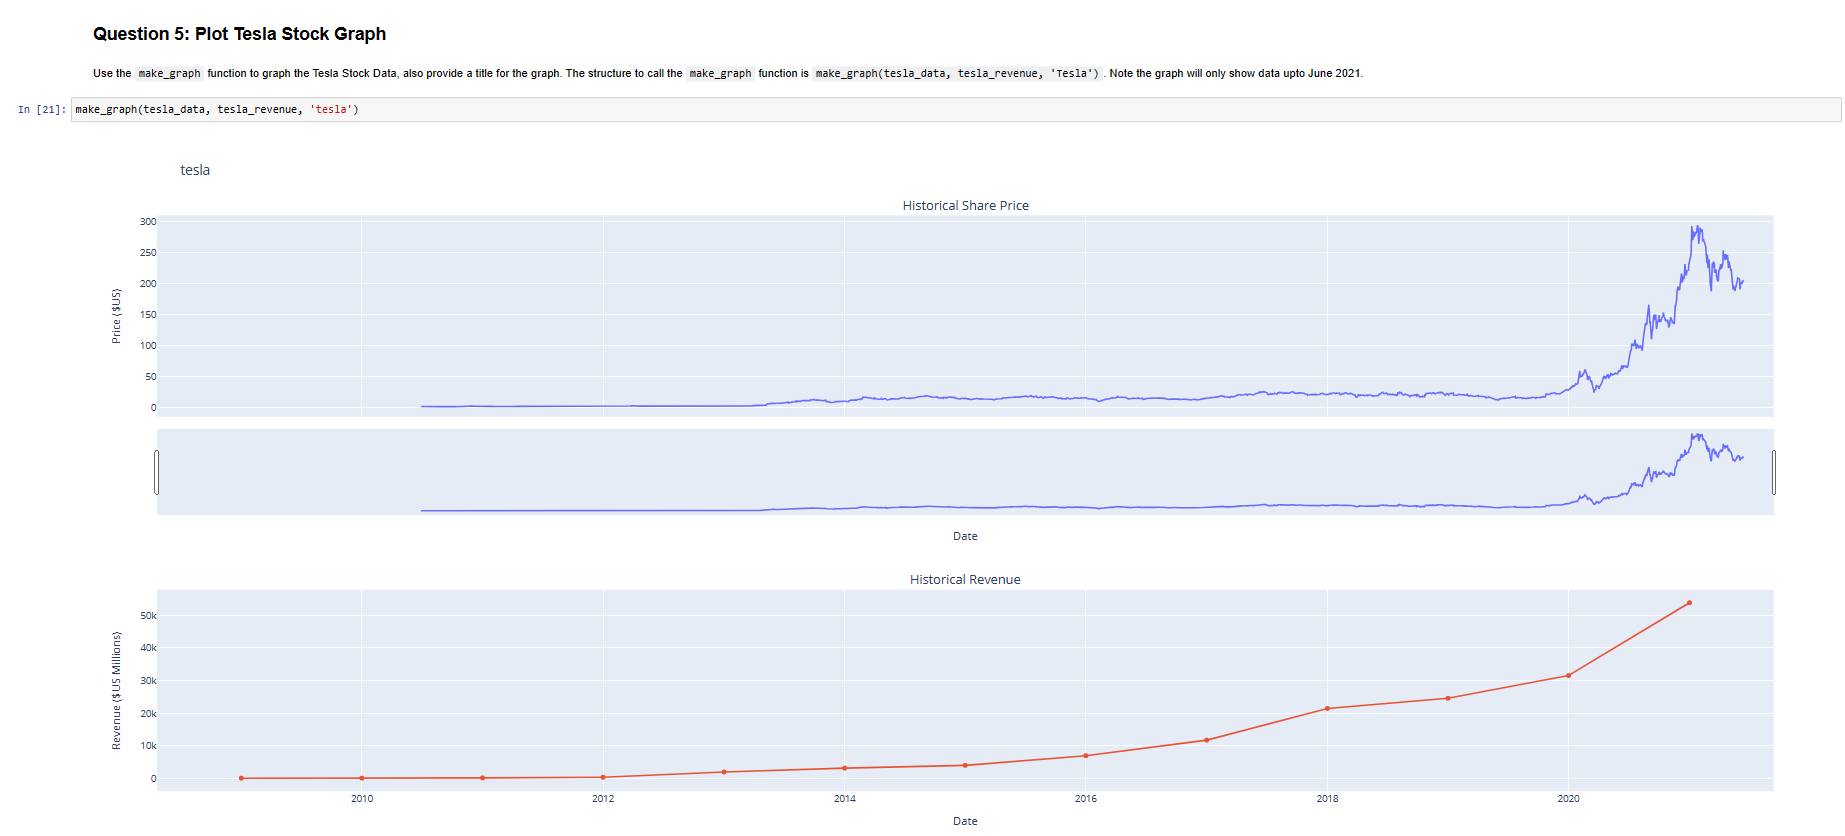 Question 5: Plot Tesla Stock Graph
Use the make_graph function to graph the Tesla Stock Data, also provide a title for the graph. The structure to call the make_graph function is make_graph(tesla_data, tesla_revenue, 'Tesla') . Note the graph will only show data upto June 2021.
In [21]: make_graph(tesla_data, tesla_revenue, 'tesla')
tesla
Historical Share Price
Price ($US)
300
250
200
150
100
50
0
Date
Historical Revenue
Revenue ($US Millions)
50k
40k
30k
20k
10k
0
2010 2012 2014 2016 2018 2020
Date